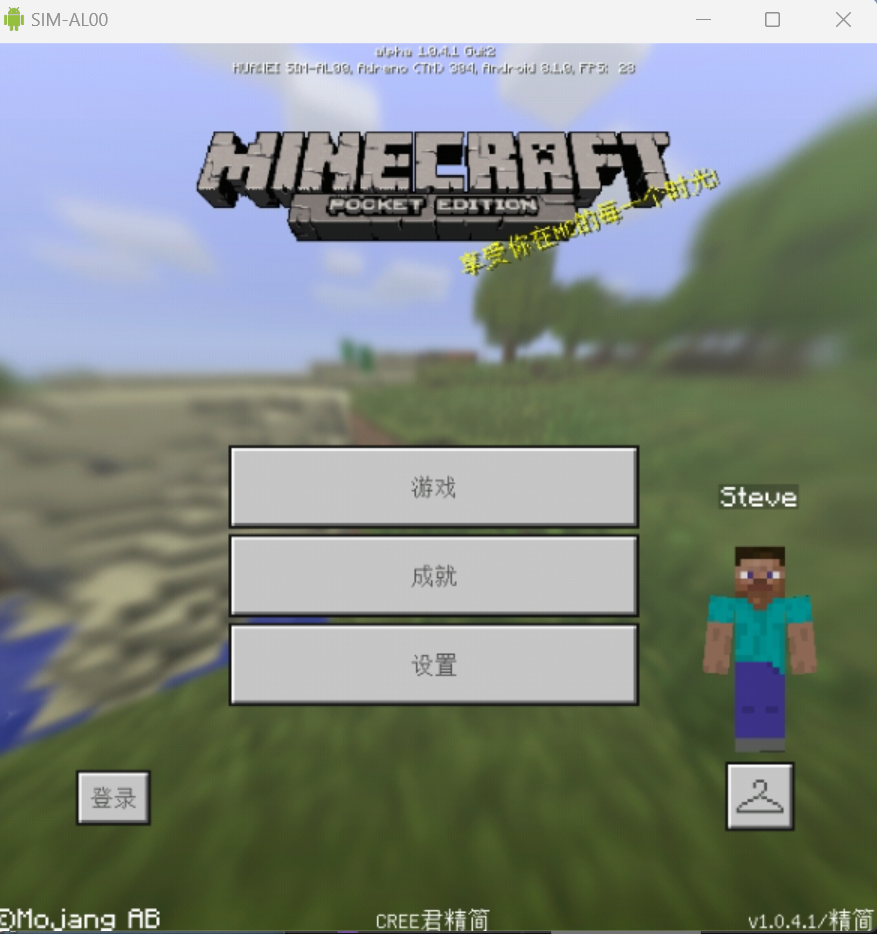 SIM-AL00
alpha 1.0.4.1 Out2
HUAWEI SIM-AL00, Adreno (TM) 304, Android 8.1.0, FPS: 23
MINECRAFT
POCKET EDITION
享受你在MC的每一个时光!
游戏
成就
设置
Steve
登录
©Mojang AB
CREE君精简
v1.0.4.1/精简